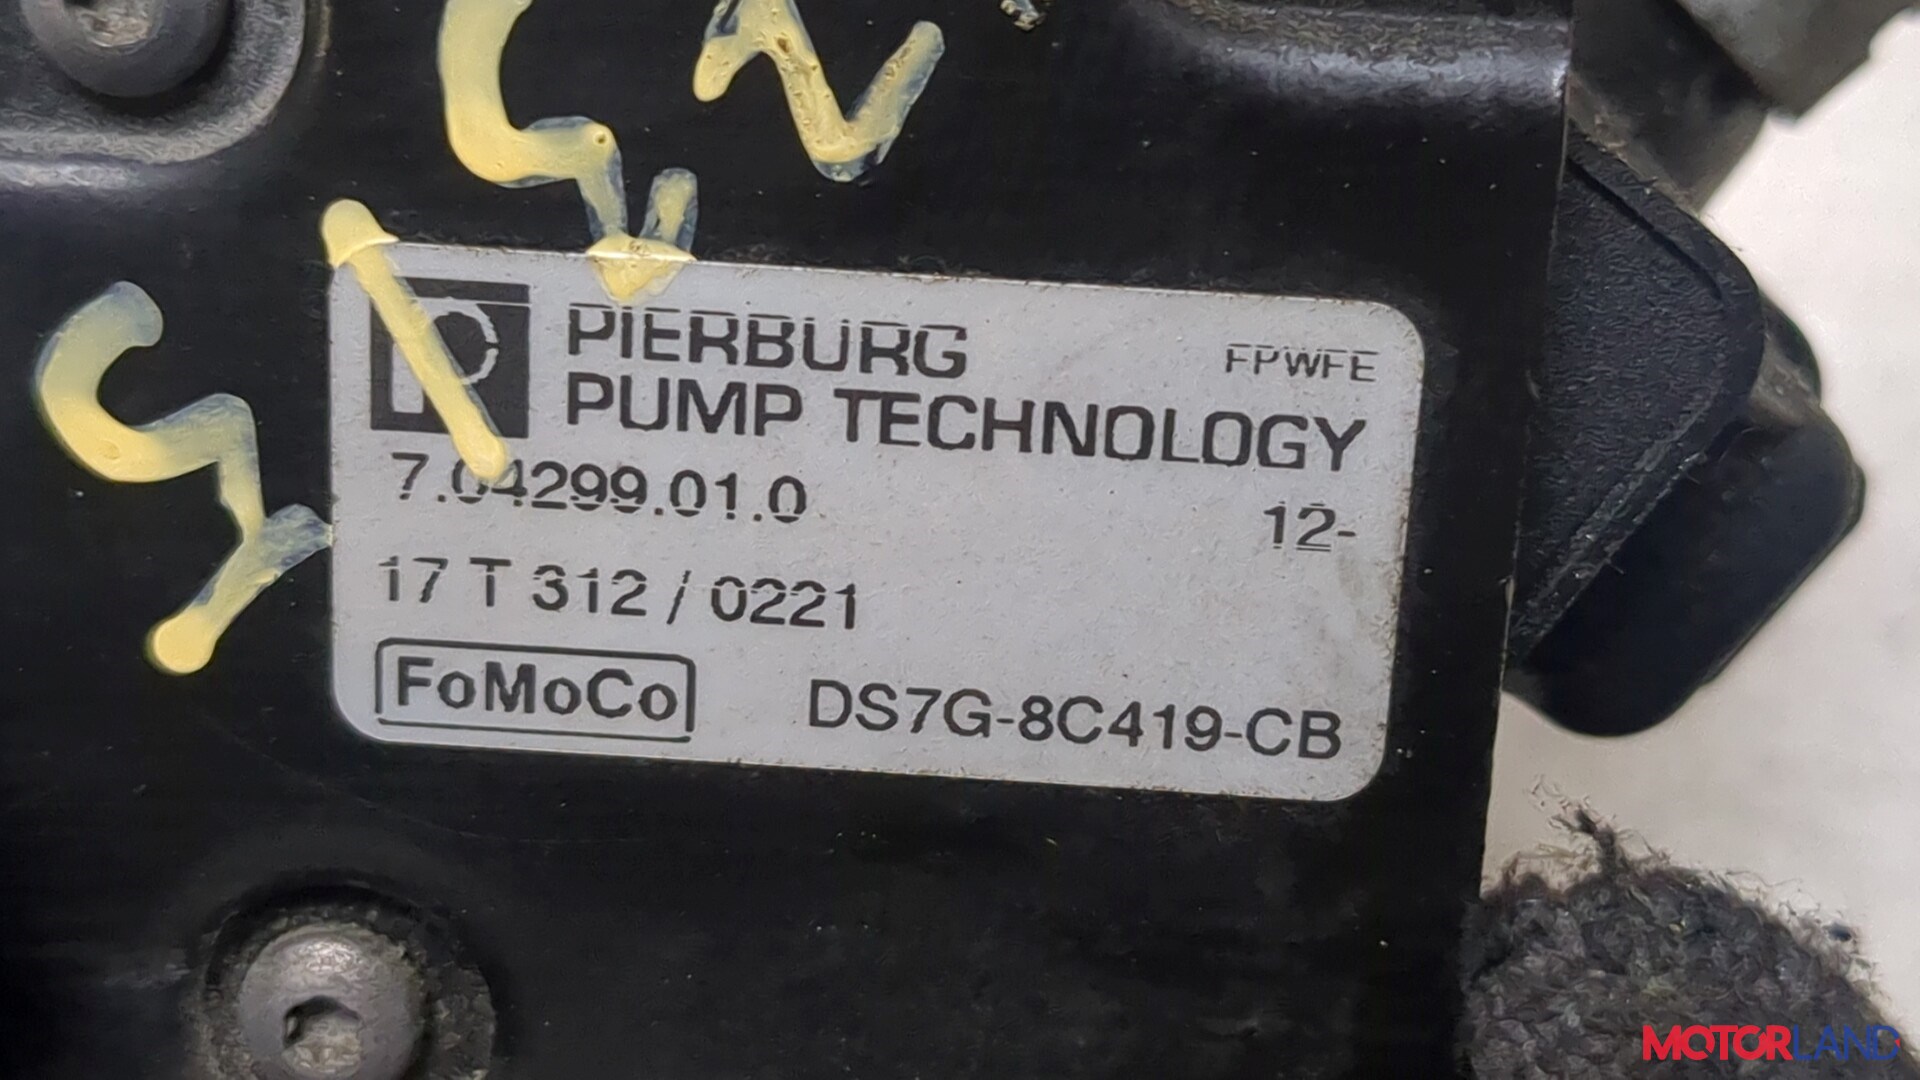 PIERBURG
FPWFE
PUMP TECHNOLOGY
7.04299.01.0
12-
17 T 312 / 0221
FoMoCo
DS7G-8C419-CB
MOTORLAND